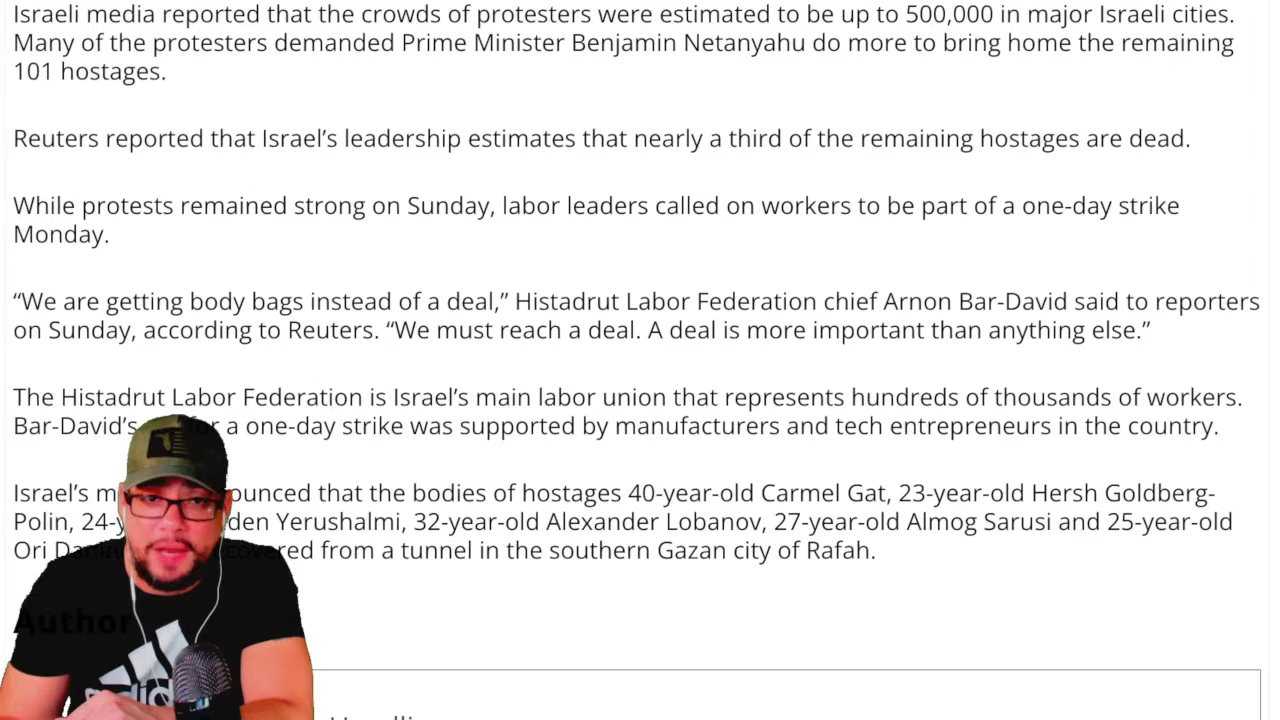 Israeli media reported that the crowds of protesters were estimated to be up to 500,000 in major Israeli cities.
Many of the protesters demanded Prime Minister Benjamin Netanyahu do more to bring home the remaining
101 hostages.
Reuters reported that Israel’s leadership estimates that nearly a third of the remaining hostages are dead.
While protests remained strong on Sunday, labor leaders called on workers to be part of a one-day strike
Monday.
“We are getting body bags instead of a deal,” Histadrut Labor Federation chief Arnon Bar-David said to reporters
on Sunday, according to Reuters. “We must reach a deal. A deal is more important than anything else.”
The Histadrut Labor Federation is Israel’s main labor union that represents hundreds of thousands of workers.
Bar-David’s for a one-day strike was supported by manufacturers and tech entrepreneurs in the country.
Israel’s that the bodies of hostages 40-year-old Carmel Gat, 23-year-old Hersh Goldberg-
Polin, Yerushalmi, 32-year-old Alexander Lobanov, 27-year-old Almog Sarusi and 25-year-old
Ori from a tunnel in the southern Gazan city of Rafah.
Author